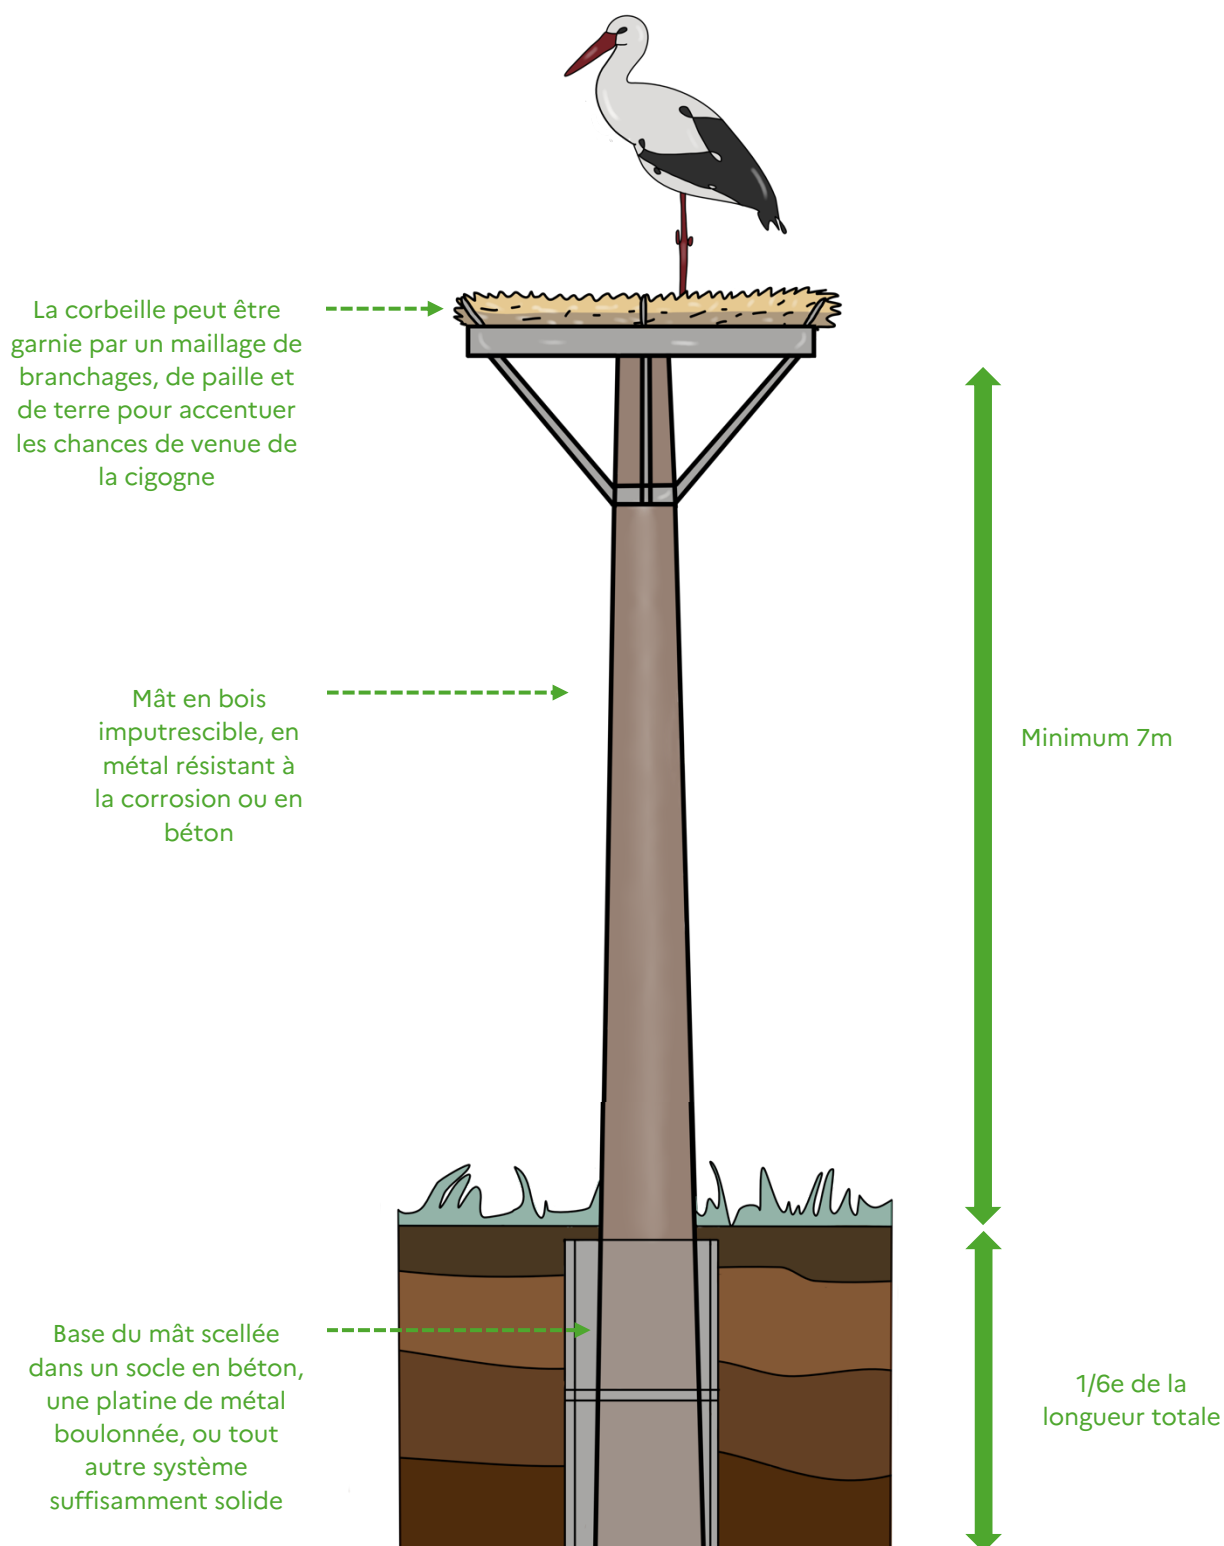 La corbeille peut être
garnie par un maillage de
branchages, de paille et
de terre pour accentuer
les chances de venue de
la cigogne
Mât en bois
imputrescible, en
métal résistant à
la corrosion ou en
béton
Minimum 7m
Base du mât scellée
dans un socle en béton,
une platine de métal
boulonnée, ou tout
autre système
suffisamment solide
1/6e de la
longueur totale